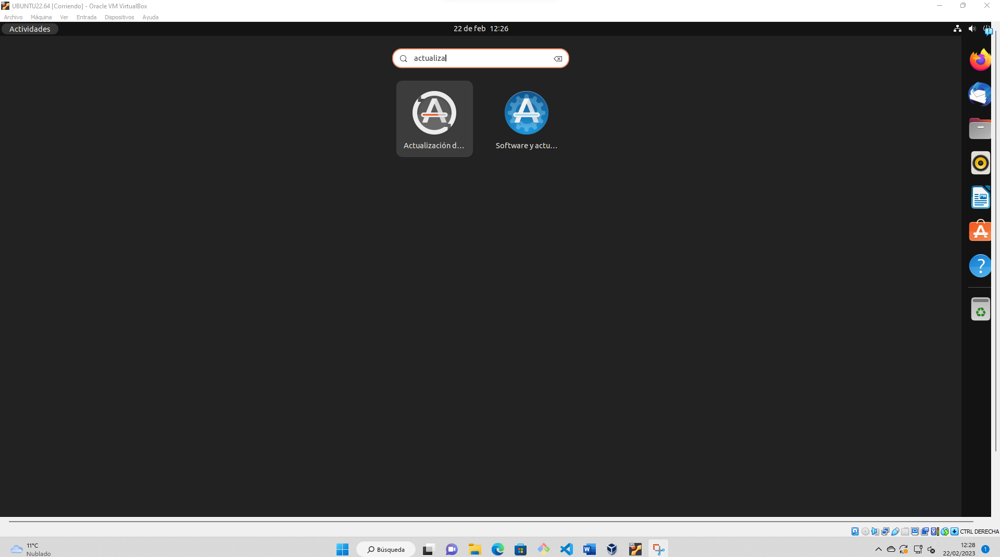 UBUNTU22.64 [Corriendo] - Oracle VM VirtualBox
Archivo Máquina Ver Entrada Dispositivos Ayuda
Actividades
22 de feb 12:26
actualiza
Actualización d...
Software y actu...
CTRL DERECHA
11°C
Nublado
Búsqueda
12:28
22/02/2023
1